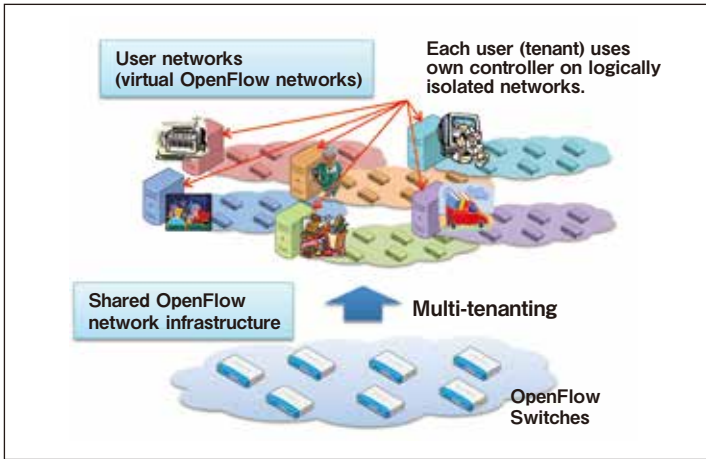 User networks
(virtual OpenFlow networks)
Each user (tenant) uses
own controller on logically
isolated networks.
Shared OpenFlow
network infrastructure
Multi-tenanting
OpenFlow
Switches